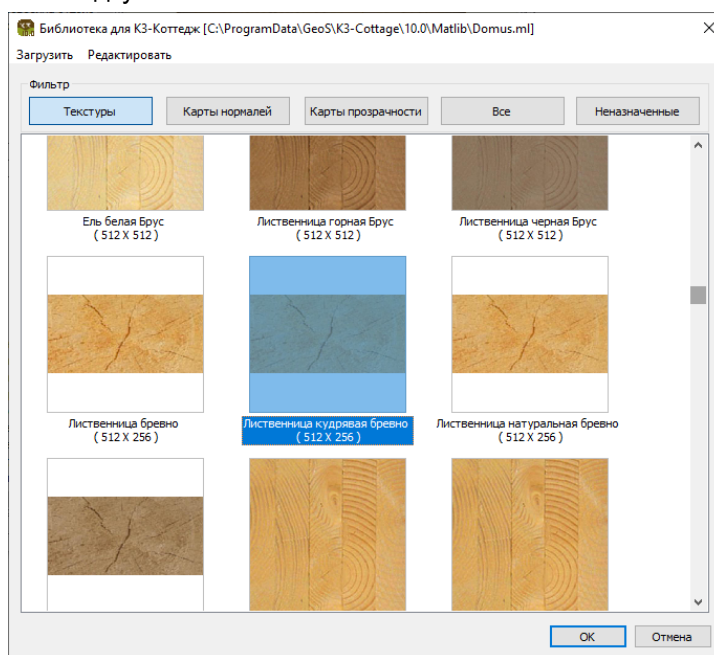 Библиотека для К3-Коттедж [C:\ProgramData\GeoS\K3-Cottage\10.0\Matlib\Domus.ml]
Загрузить Редактировать
Фильтр
Текстуры Карты нормалей Карты прозрачности Все Неназначенные
Ель белая Брус Лиственница горная Брус Лиственница черная Брус
( 512 X 512 ) ( 512 X 512 ) ( 512 X 512 )
Лиственница бревно Лиственница кудрявая бревно Лиственница натуральная бревно
( 512 X 256 ) ( 512 X 256 ) ( 512 X 256 )
OK Отмена